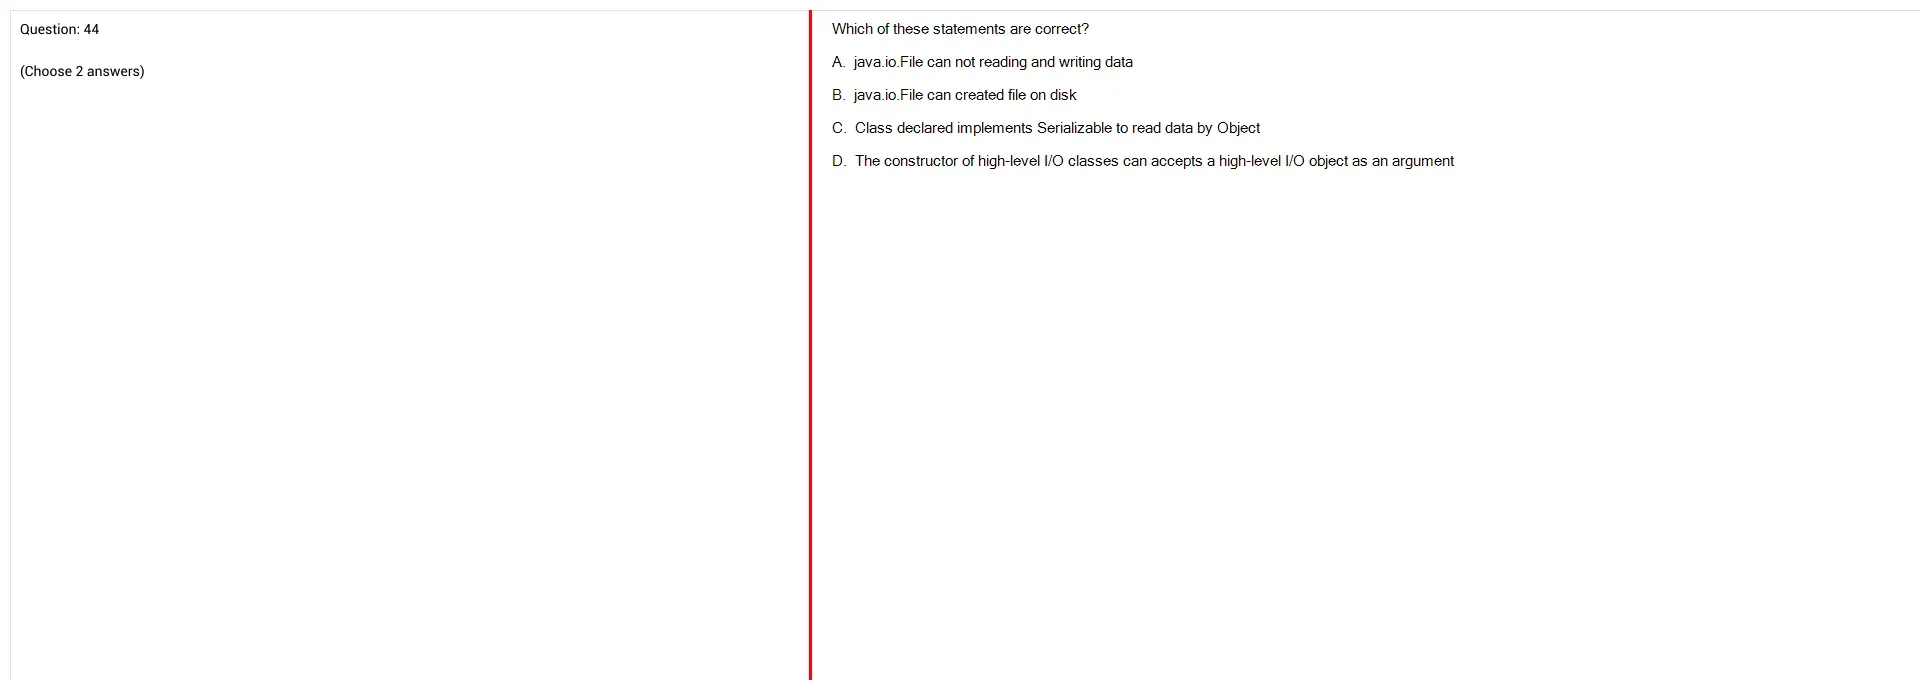 Question: 44
(Choose 2 answers)
Which of these statements are correct?
A. java.io.File can not reading and writing data
B. java.io.File can created file on disk
C. Class declared implements Serializable to read data by Object
D. The constructor of high-level I/O classes can accepts a high-level I/O object as an argument